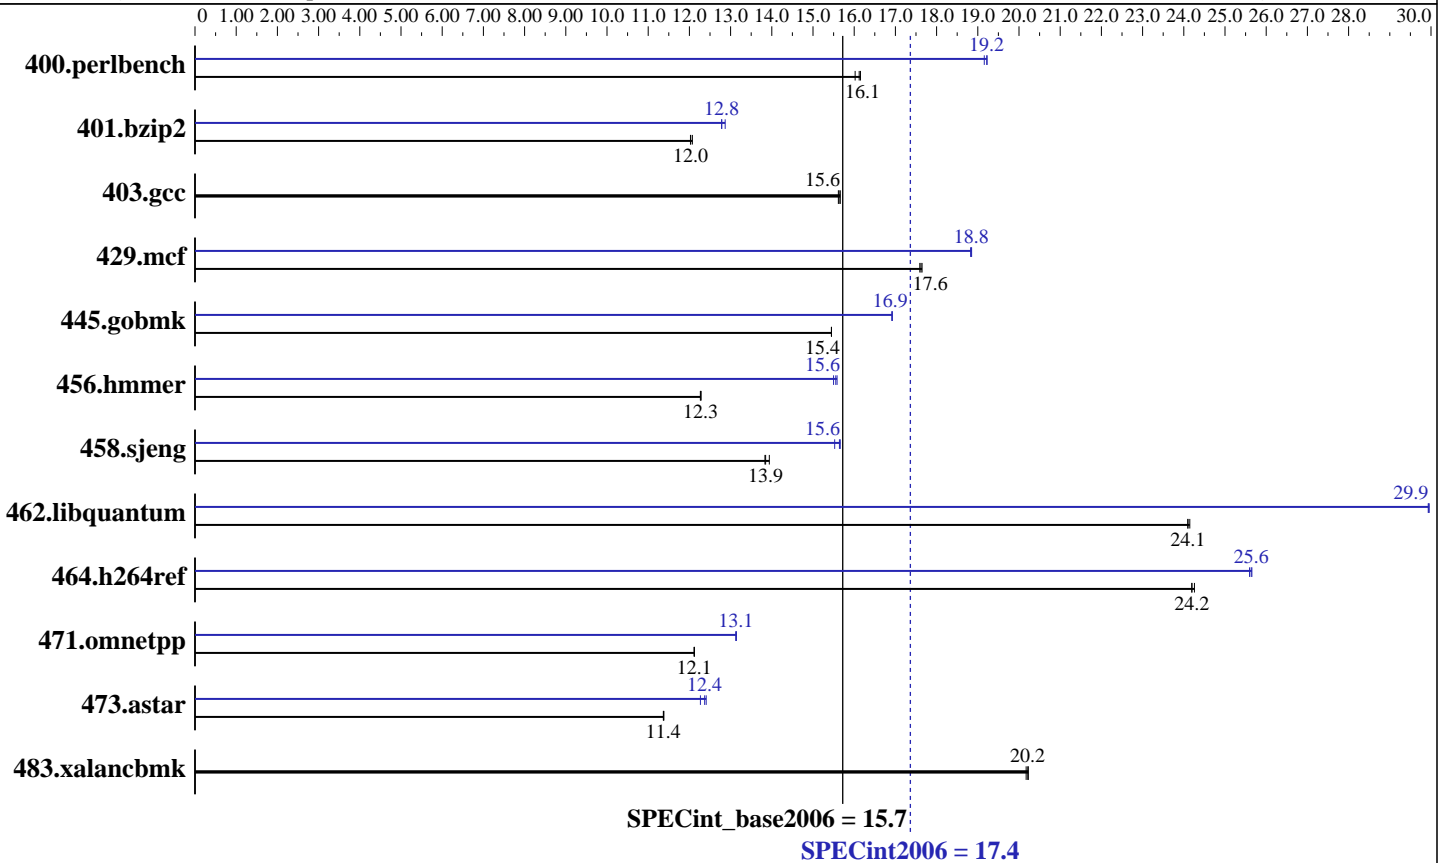 0 1.00 2.00 3.00 4.00 5.00 6.00 7.00 8.00 9.00 10.0 11.0 12.0 13.0 14.0 15.0 16.0 17.0 18.0 19.0 20.0 21.0 22.0 23.0 24.0 25.0 26.0 27.0 28.0 30.0
19.2
400.perlbench
16.1
12.8
401.bzip2
12.0
15.6
403.gcc
18.8
429.mcf
17.6
16.9
445.gobmk
15.4
15.6
456.hmmer
12.3
15.6
458.sjeng
13.9
29.9
462.libquantum
24.1
25.6
464.h264ref
24.2
13.1
471.omnetpp
12.1
12.4
473.astar
11.4
20.2
483.xalancbmk
SPECint_base2006 = 15.7
SPECint2006 = 17.4